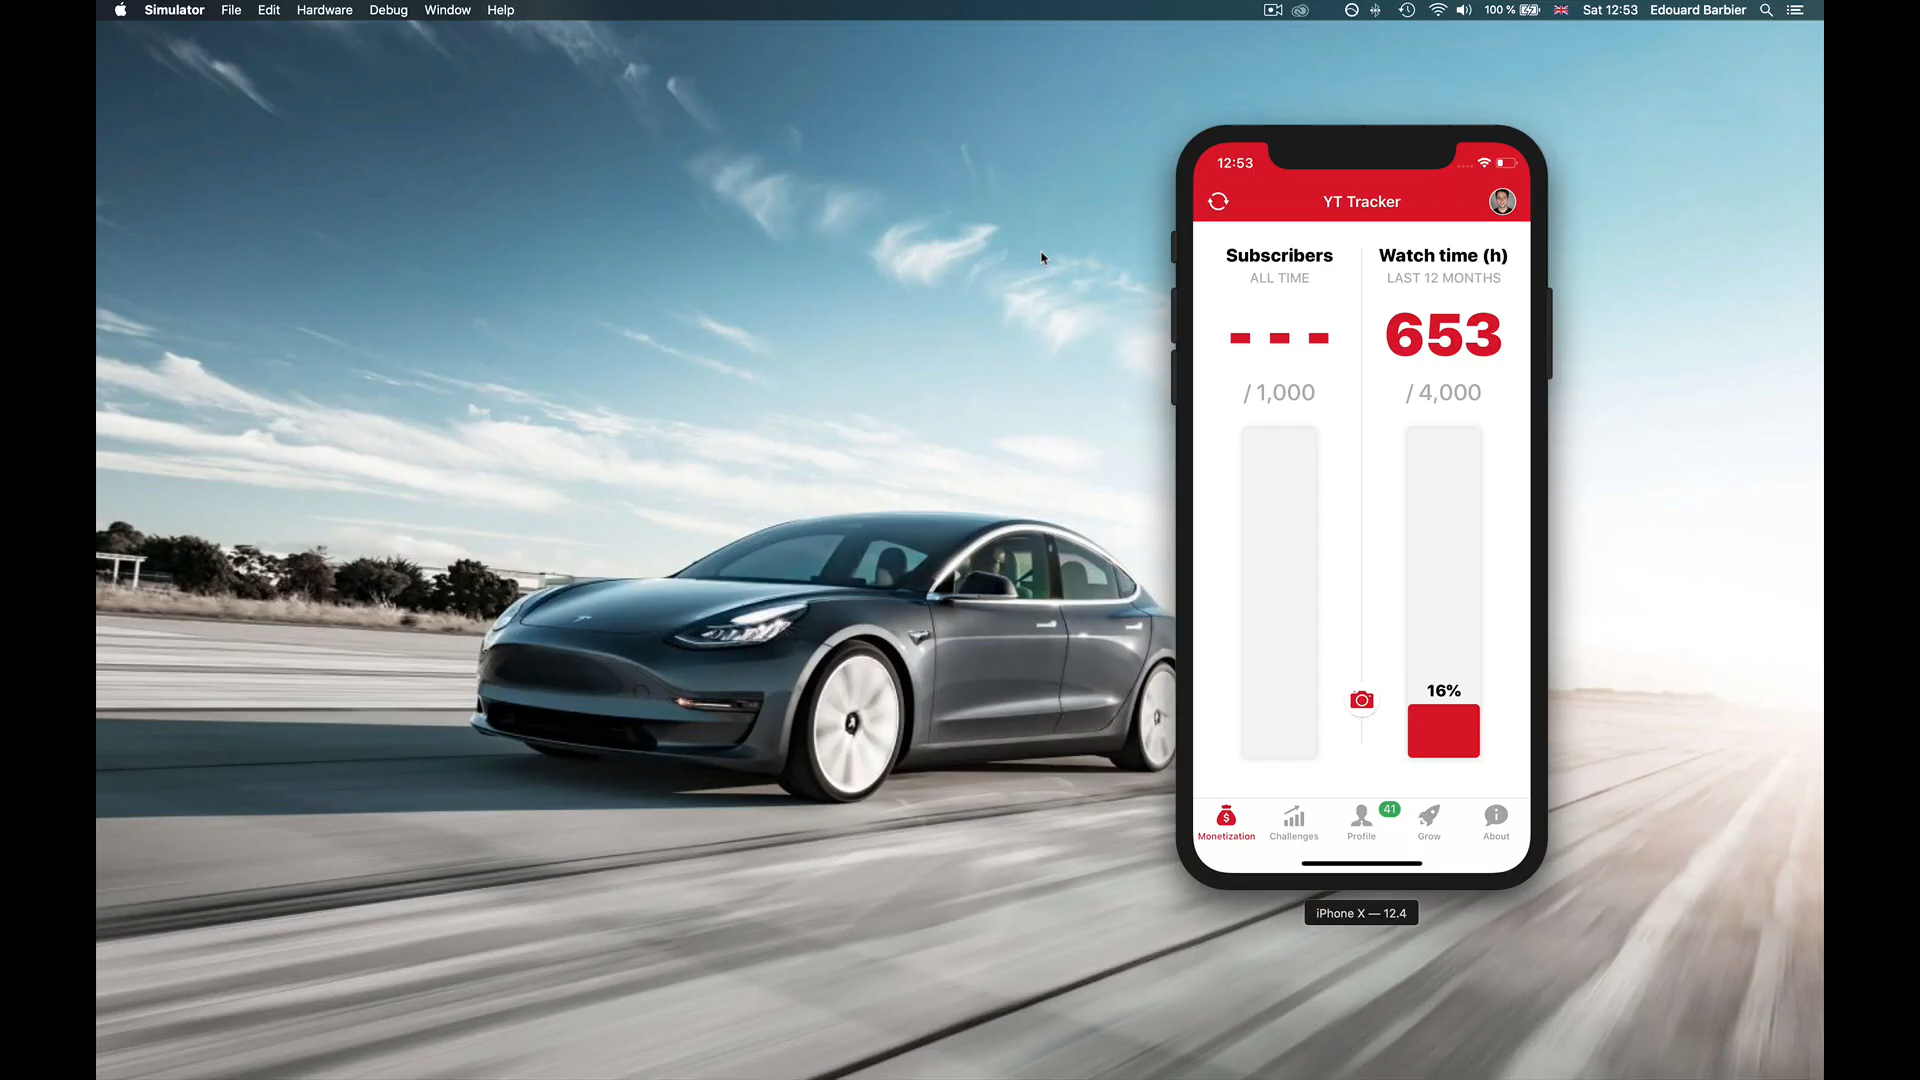 Simulator File Edit Hardware Debug Window Help 100 % Sat 12:53 Edouard Barbier
12:53
YT Tracker
Subscribers Watch time (h)
ALL TIME LAST 12 MONTHS
- - - 653
/ 1,000 / 4,000
16%
41
Monetization Challenges Profile Grow About
iPhone X — 12.4